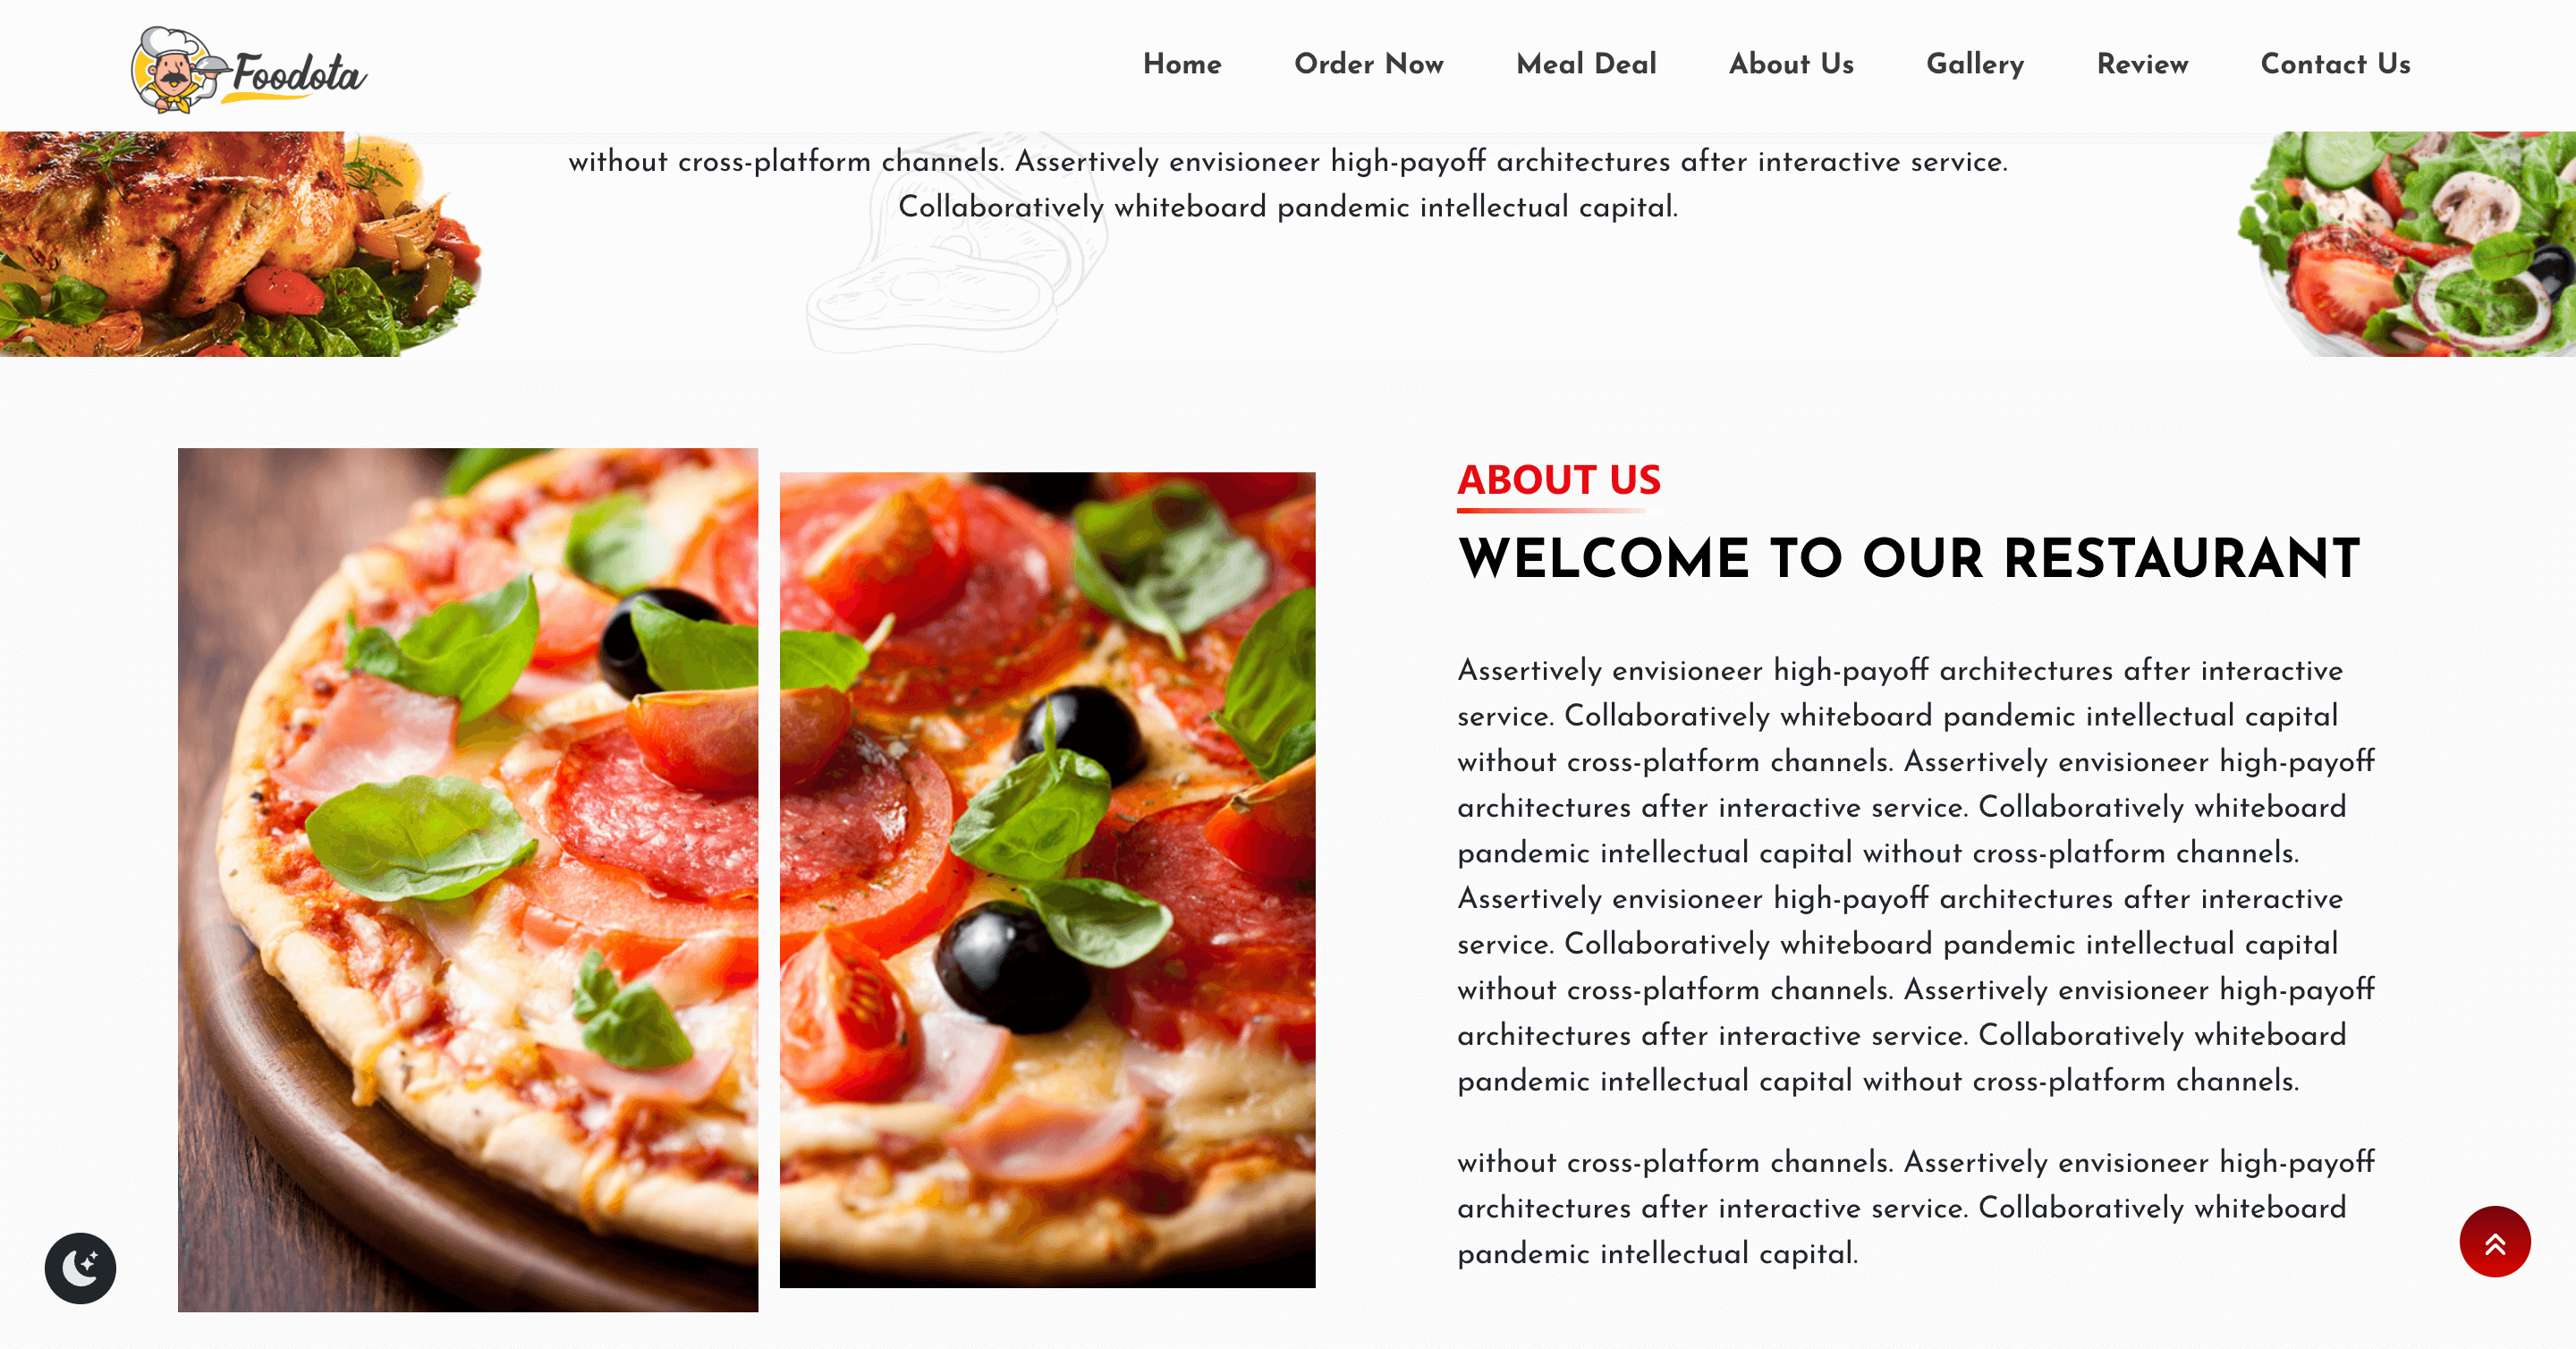 Foodota
Home Order Now Meal Deal About Us Gallery Review Contact Us
without cross-platform channels. Assertively envisioneer high-payoff architectures after interactive service.
Collaboratively whiteboard pandemic intellectual capital.
ABOUT US
WELCOME TO OUR RESTAURANT
Assertively envisioneer high-payoff architectures after interactive
service. Collaboratively whiteboard pandemic intellectual capital
without cross-platform channels. Assertively envisioneer high-payoff
architectures after interactive service. Collaboratively whiteboard
pandemic intellectual capital without cross-platform channels.
Assertively envisioneer high-payoff architectures after interactive
service. Collaboratively whiteboard pandemic intellectual capital
without cross-platform channels. Assertively envisioneer high-payoff
architectures after interactive service. Collaboratively whiteboard
pandemic intellectual capital without cross-platform channels.
without cross-platform channels. Assertively envisioneer high-payoff
architectures after interactive service. Collaboratively whiteboard
pandemic intellectual capital.